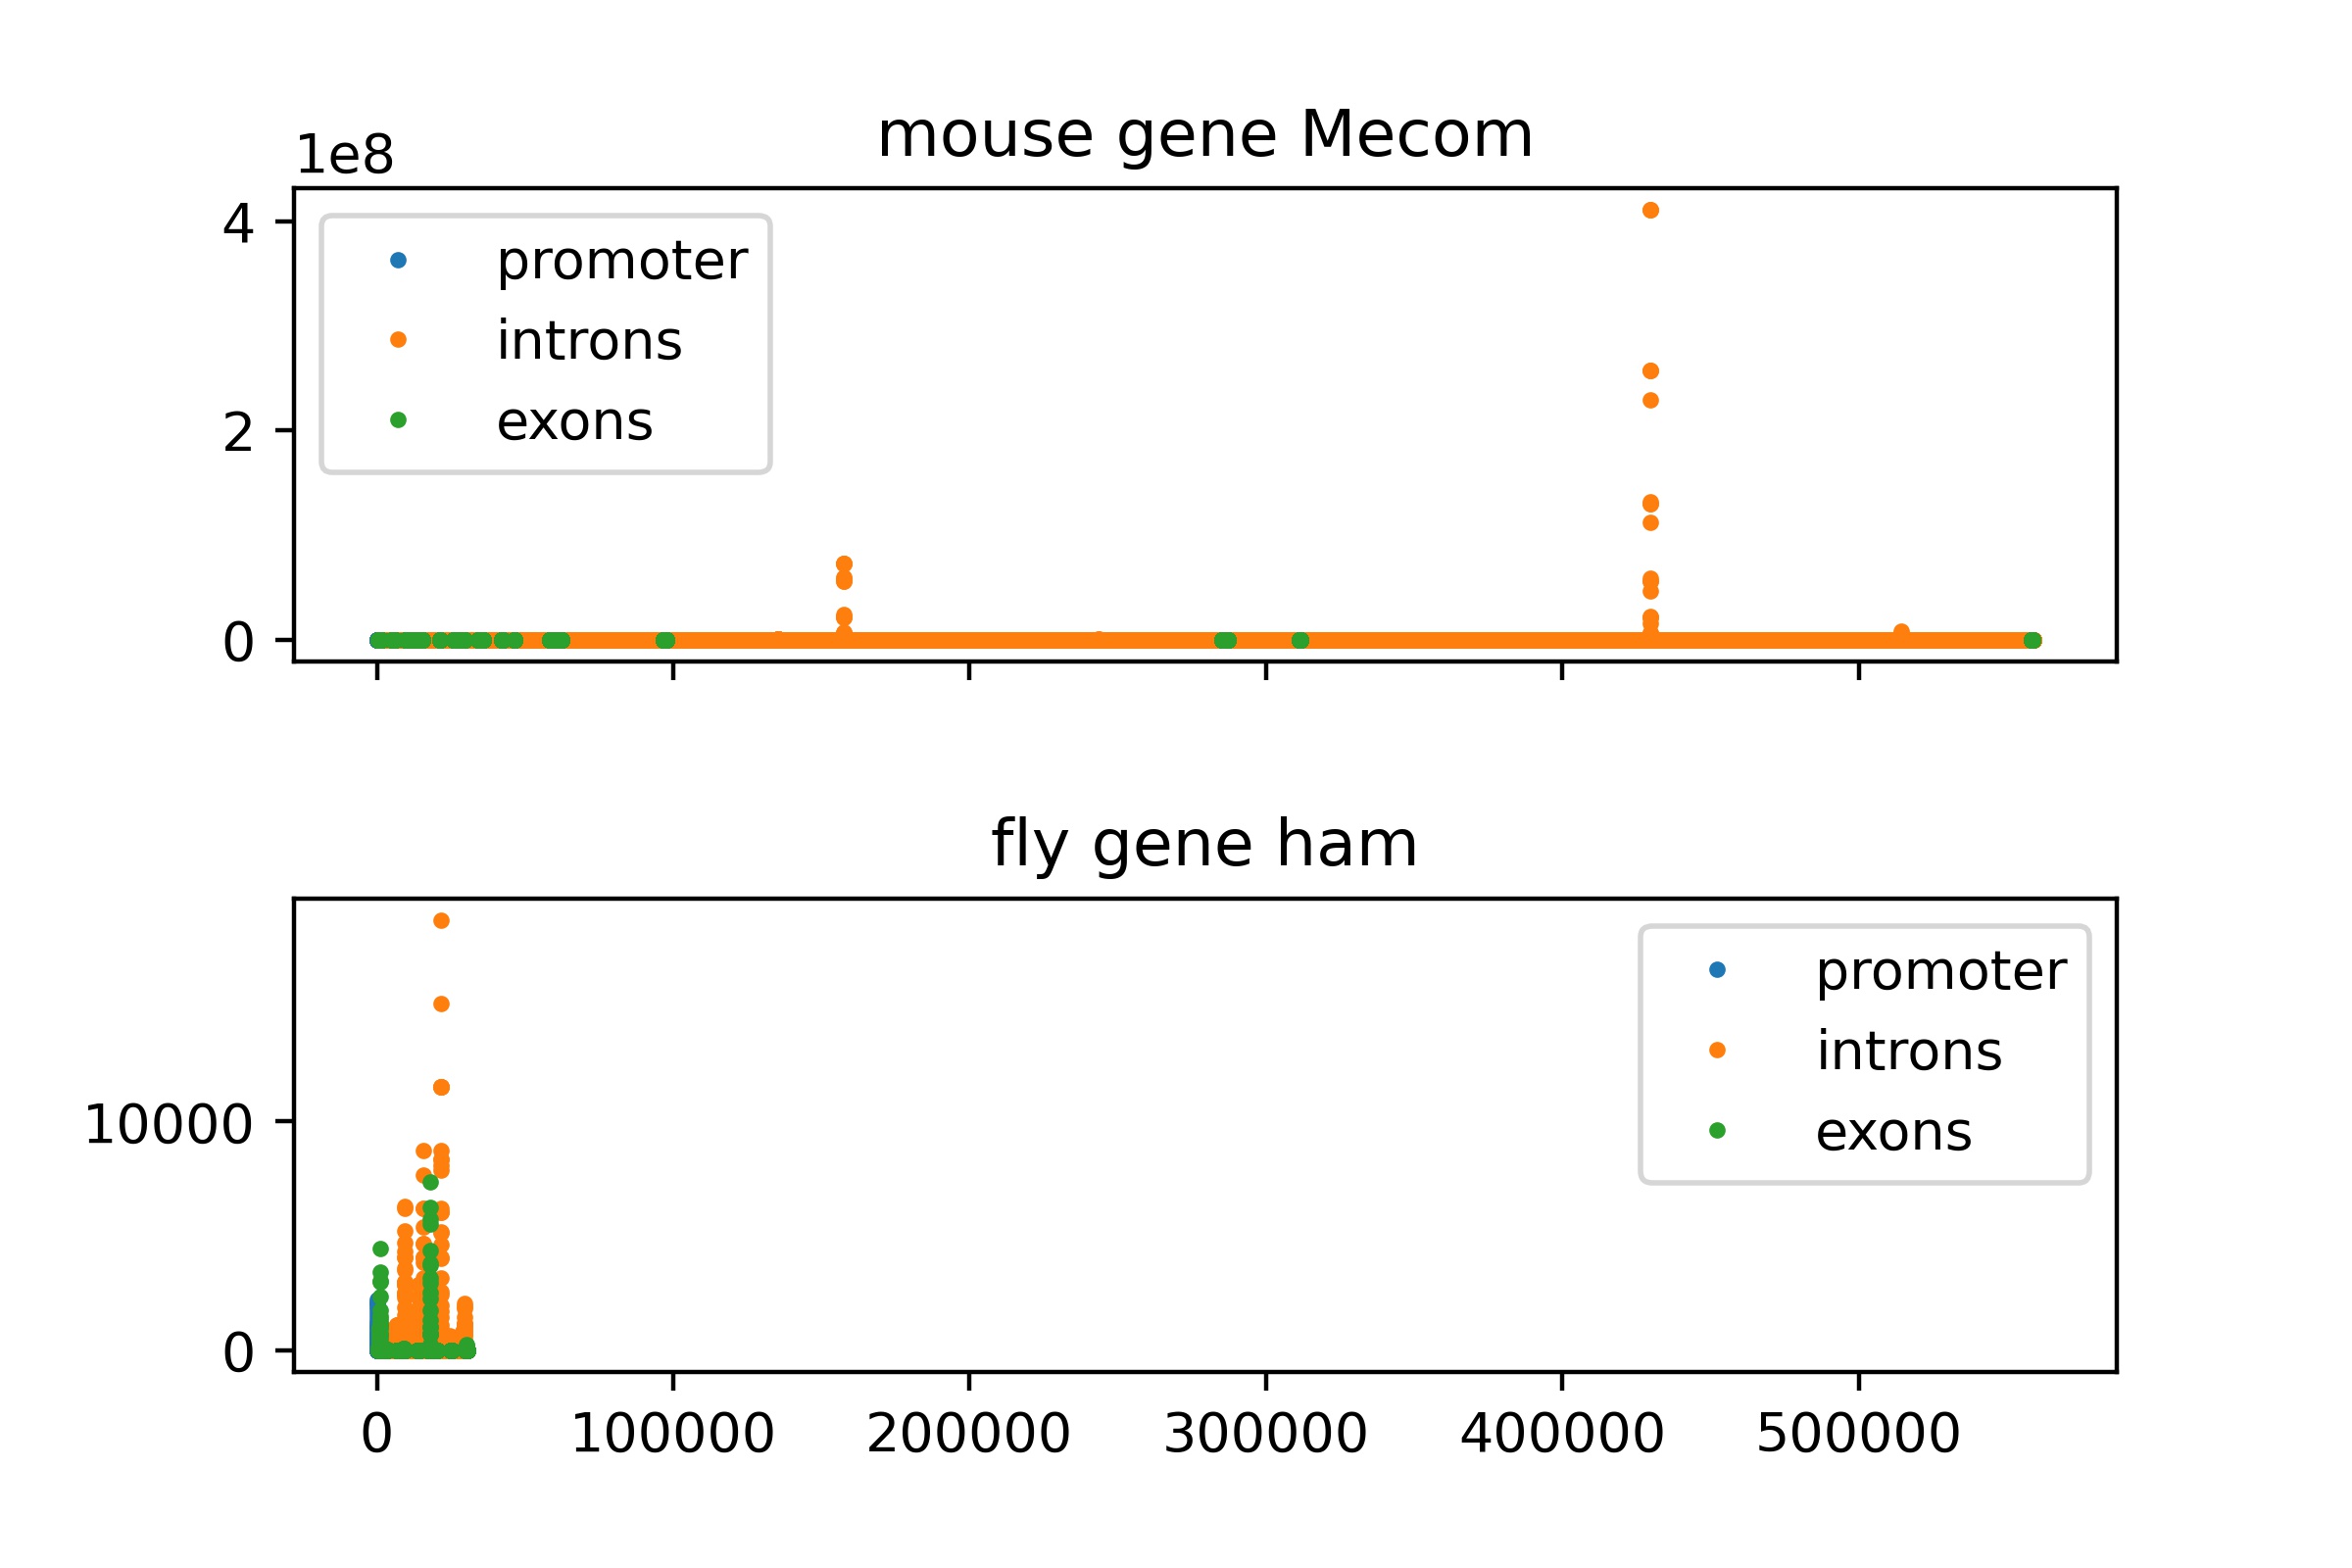 mouse gene Mecom
1e8
4
2
0
promoter
introns
exons
fly gene ham
10000
0
promoter
introns
exons
0 100000 200000 300000 400000 500000